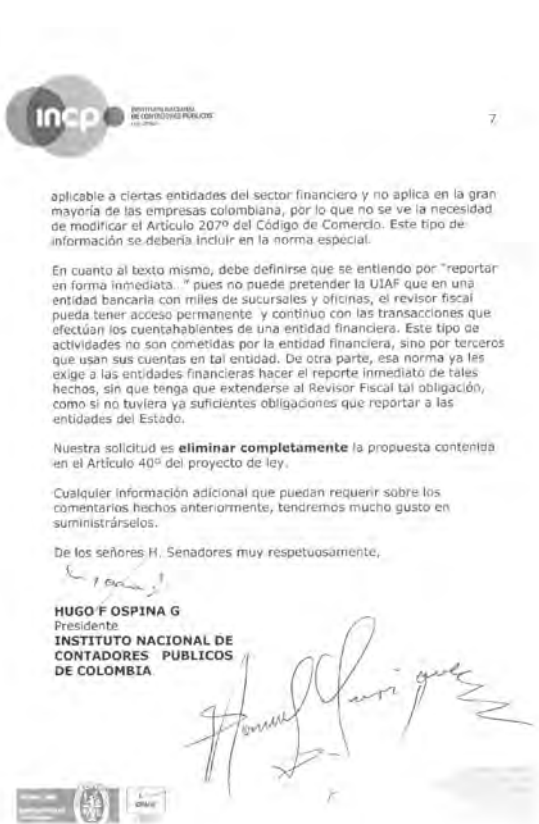 incp
INSTITUTO NACIONAL
DE CONTADORES PÚBLICOS
7
aplicable a ciertas entidades del sector financiero y no aplica en la gran
mayoría de las empresas colombiana, por lo que no se ve la necesidad
de modificar el Artículo 207º del Código de Comercio. Este tipo de
información se debería incluir en la norma especial.
En cuanto al texto mismo, debe definirse que se entiendo por "reportar
en forma inmediata..." pues no puede pretender la UIAF que en una
entidad bancaria con miles de sucursales y oficinas, el revisor fiscal
pueda tener acceso permanente y continuo con las transacciones que
efectúan los cuentahabientes de una entidad financiera. Este tipo de
actividades no son cometidas por la entidad financiera, sino por terceros
que usan sus cuentas en tal entidad. De otra parte, esa norma ya les
exige a las entidades financieras hacer el reporte inmediato de tales
hechos, sin que tenga que extenderse al Revisor Fiscal tal obligación,
como si no tuviera ya suficientes obligaciones que reportar a las
entidades del Estado.
Nuestra solicitud es eliminar completamente la propuesta contenida
en el Artículo 40º del proyecto de ley.
Cualquier información adicional que puedan requerir sobre los
comentarios hechos anteriormente, tendremos mucho gusto en
suministrárselos.
De los señores H. Senadores muy respetuosamente,
HUGO F OSPINA G
Presidente
INSTITUTO NACIONAL DE
CONTADORES PUBLICOS
DE COLOMBIA